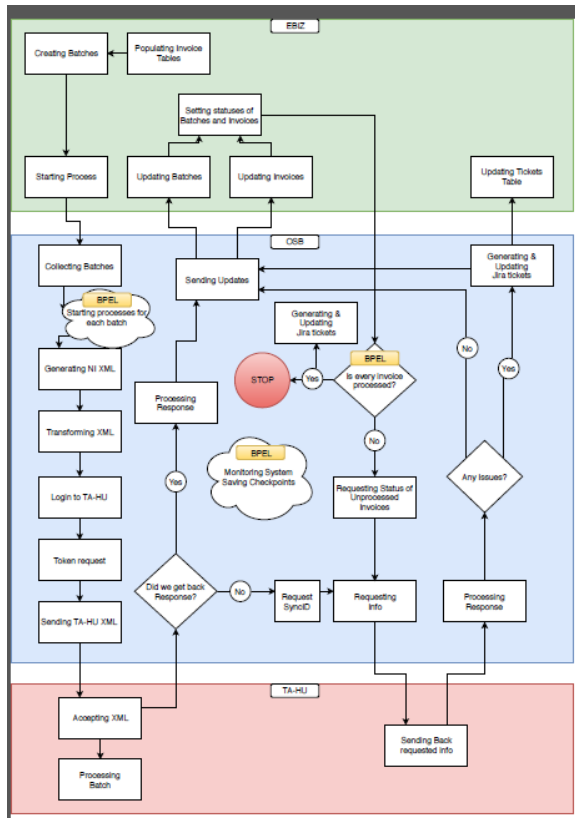 EBIZ
Creating Batches
Populating Invoice
Tables
Setting statuses of
Batches and Invoices
Starting Process
Updating Batches
Updating Invoices
Updating Tickets
Table
OSB
Collecting Batches
Sending Updates
Generating &
Updating
Jira tickets
BPEL
Starting processes for
each batch
Generating &
Updating
Jira tickets
No
BPEL
Generating NI XML
STOP
Yes
Is every Invoice
processed?
Yes
Processing
Response
Transforming XML
BPEL
Monitoring System
Saving Checkpoints
No
Any Issues?
Login to TA-HU
Yes
Requesting Status of
Unprocessed
Invoices
Token request
Did we get back
Response?
No
Request
SyncID
Requesting
Info
Processing
Response
Sending TA-HU XML
TA-HU
Accepting XML
Sending Back
requested Info
Processing
Batch